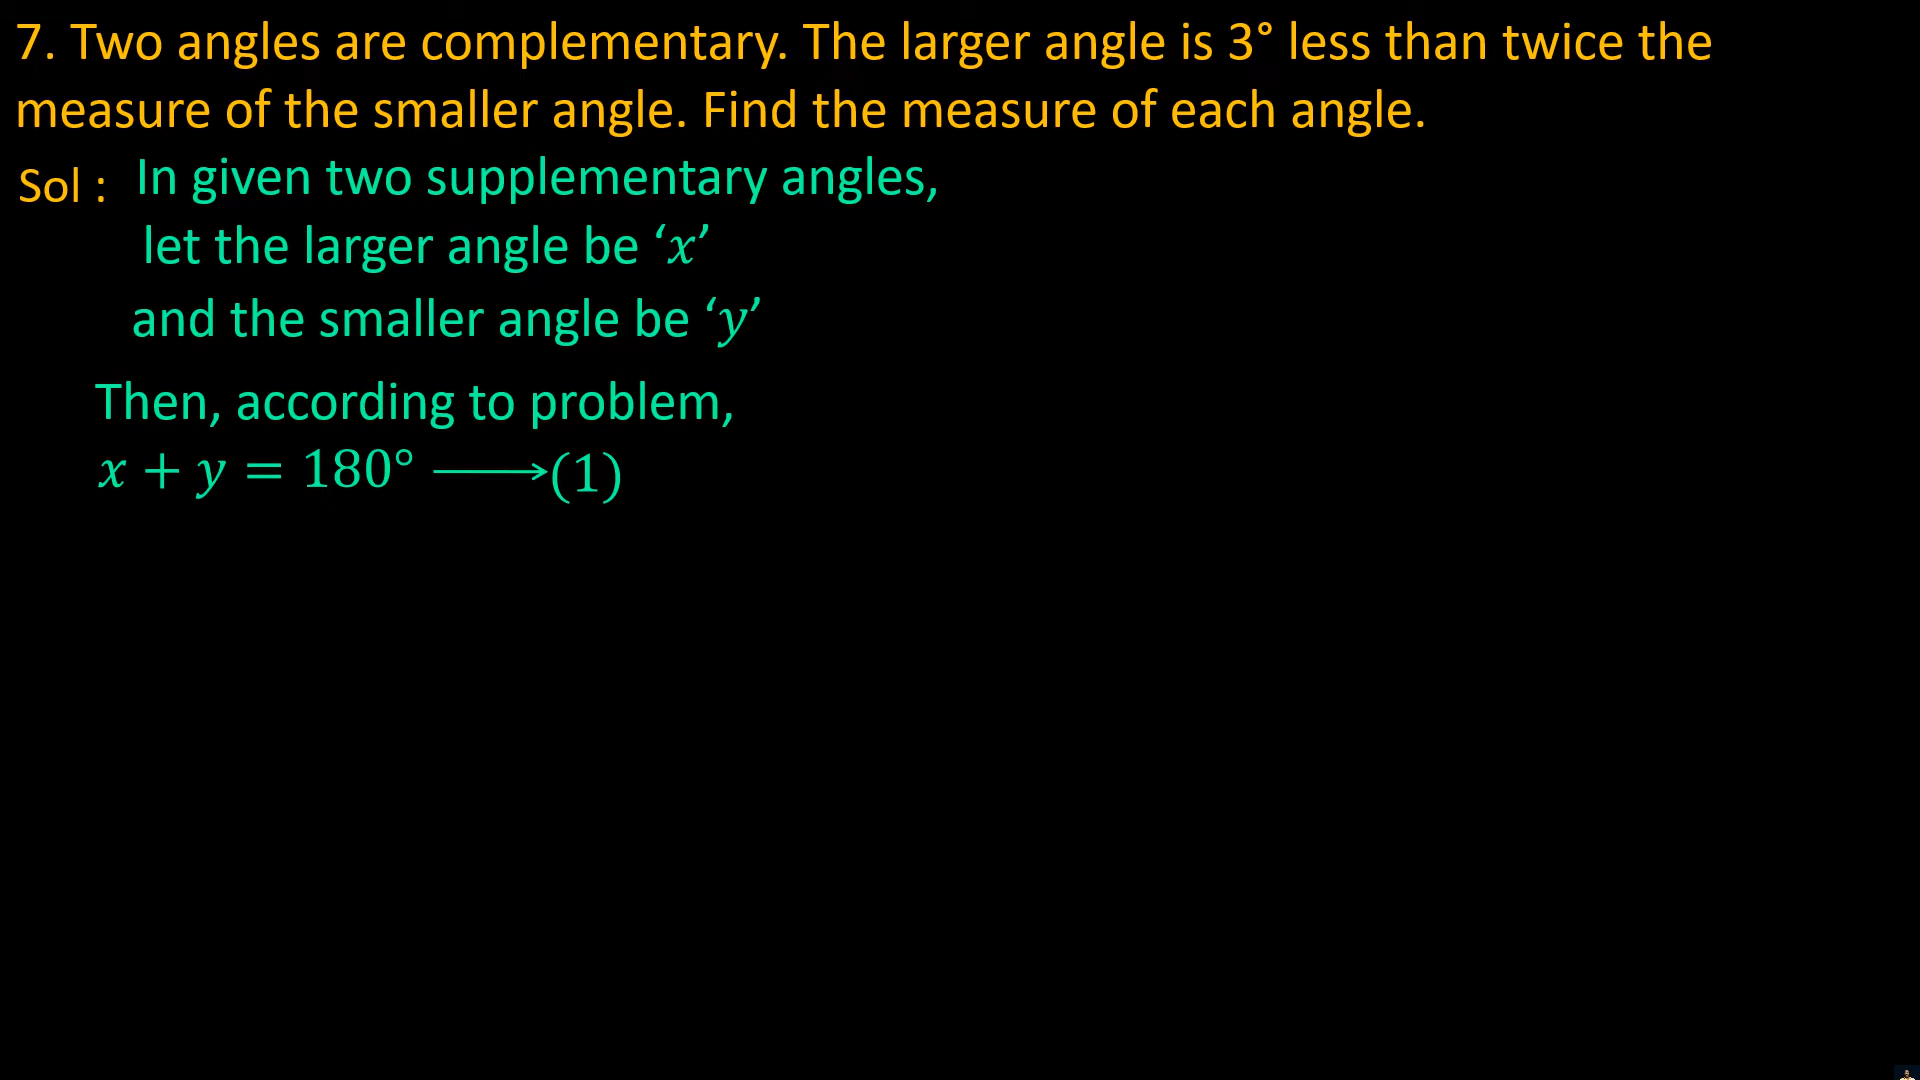 7. Two angles are complementary. The larger angle is 3° less than twice the
measure of the smaller angle. Find the measure of each angle.
Sol : In given two supplementary angles,
let the larger angle be ‘x’
and the smaller angle be ‘y’
Then, according to problem,
x + y = 180° ⟶(1)